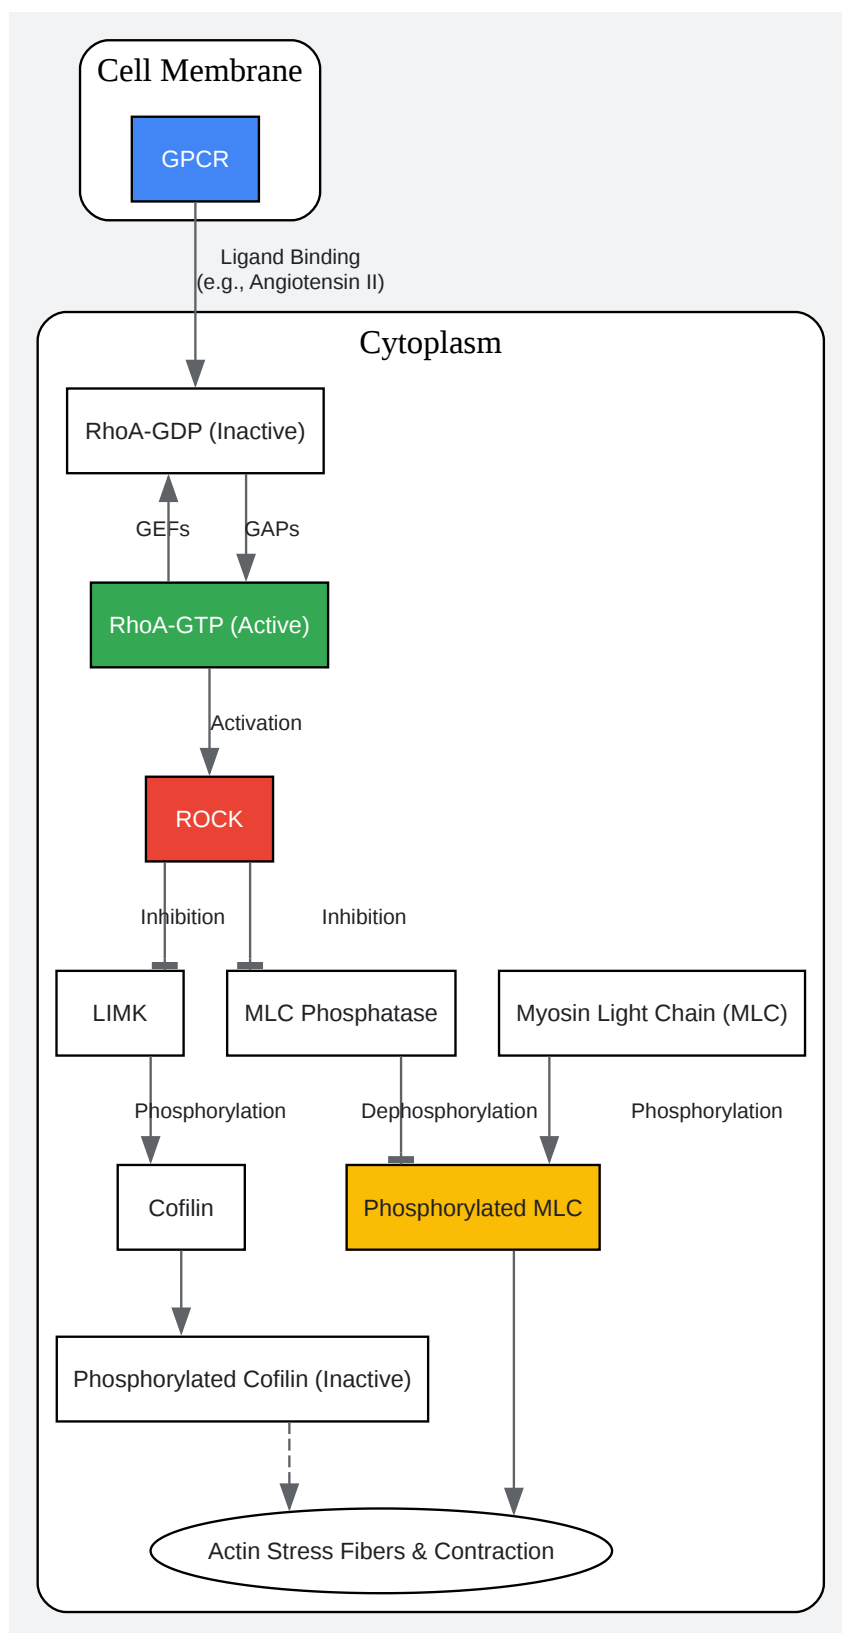 Cell Membrane
GPCR
Ligand Binding
(e.g., Angiotensin II)
Cytoplasm
RhoA-GDP (Inactive)
GEFs
GAPs
RhoA-GTP (Active)
Activation
ROCK
Inhibition
Inhibition
LIMK
MLC Phosphatase
Myosin Light Chain (MLC)
Phosphorylation
Dephosphorylation
Phosphorylation
Cofilin
Phosphorylated MLC
Phosphorylated Cofilin (Inactive)
Actin Stress Fibers & Contraction